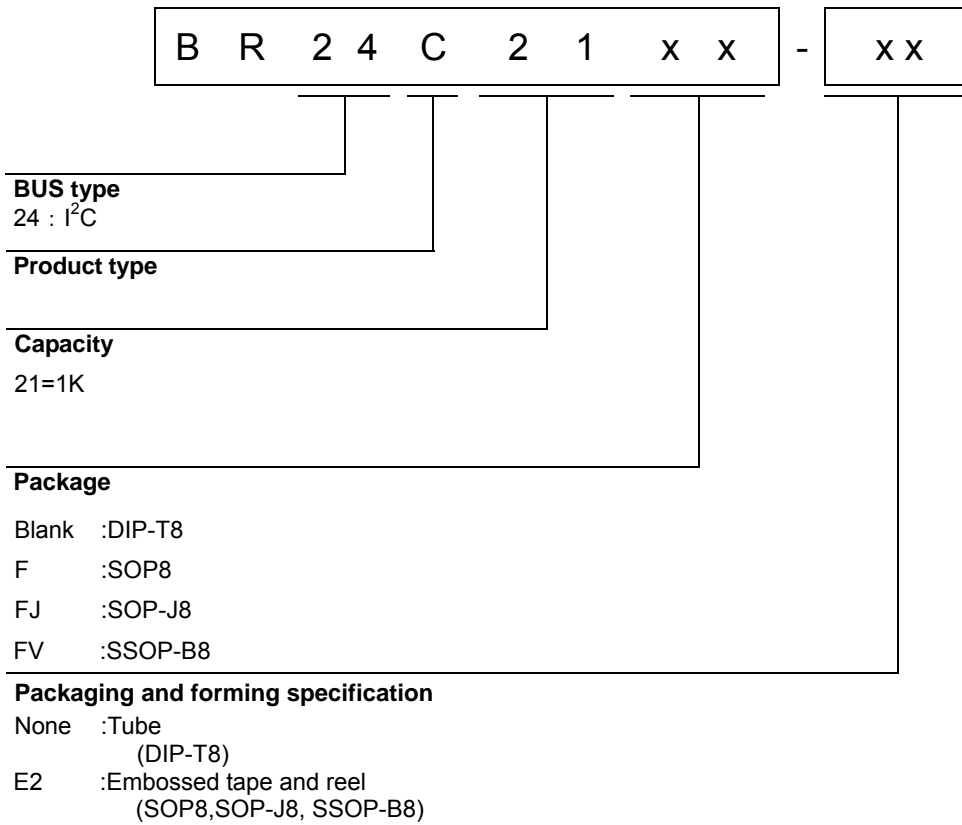 B R 2 4 C 2 1 x x - x x
BUS type
24 : I²C
Product type
Capacity
21=1K
Package
Blank :DIP-T8
F :SOP8
FJ :SOP-J8
FV :SSOP-B8
Packaging and forming specification
None :Tube
(DIP-T8)
E2 :Embossed tape and reel
(SOP8,SOP-J8, SSOP-B8)